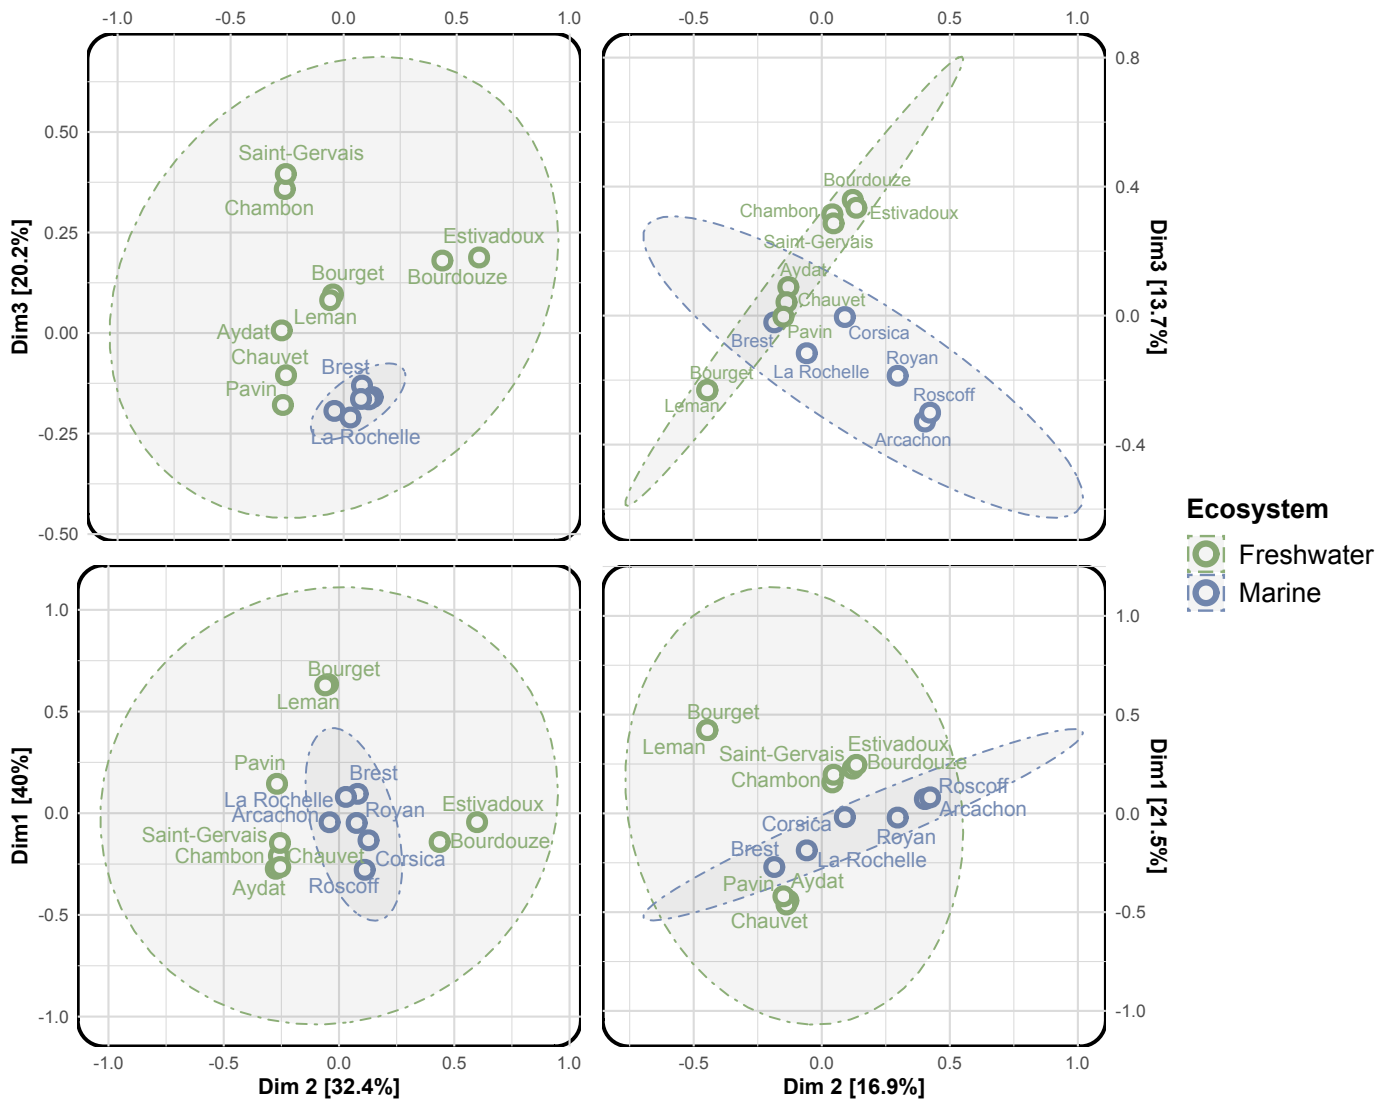 -1.0 -0.5 0.0 0.5 1.0
-0.5 0.0 0.5 1.0
Dim3 [20.2%]
0.50
0.25
0.00
-0.25
-0.50
Saint-Gervais
Chambon
Estivadoux
Bourdouze
Bourget
Leman
Aydat
Chauvet
Pavin
Brest
La Rochelle
0.8
0.4
0.0
-0.4
Dim3 [13.7%]
Bourdouze
Chambon
Estivadoux
Saint-Gervais
Aydat
Chauvet
Pavin
Corsica
Brest
La Rochelle
Royan
Bourget
Roscoff
Leman
Arcachon
Ecosystem
Freshwater
Marine
Dim1 [40%]
1.0
0.5
0.0
-0.5
-1.0
Bourget
Leman
Pavin
Brest
La Rochelle
Royan
Arcachon
Estivadoux
Saint-Gervais
Bourdouze
Chambon
Chauvet
Corsica
Aydat
Roscoff
-1.0 -0.5 0.0 0.5 1.0
Dim 2 [32.4%]
Bourget
Leman
Saint-Gervais
Estivadoux
Bourdouze
Chambon
Roscoff
Arcachon
Corsica
Royan
Brest
La Rochelle
Pavin
Aydat
Chauvet
1.0
0.5
0.0
-0.5
-1.0
Dim1 [21.5%]
-0.5 0.0 0.5 1.0
Dim 2 [16.9%]